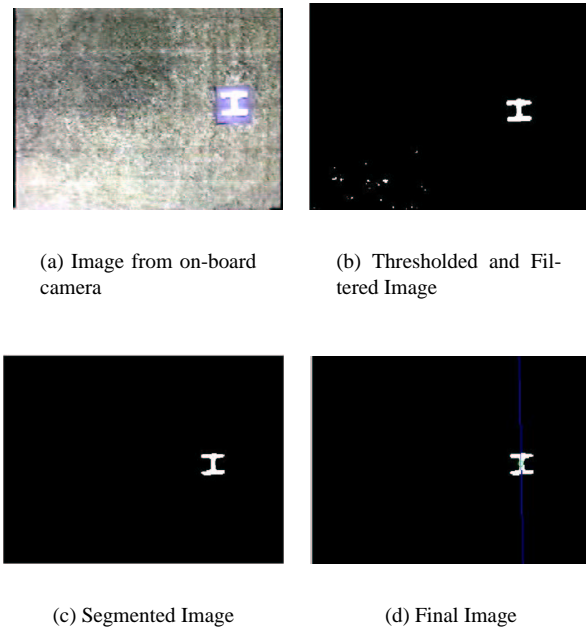 (a) Image from on-board
camera
(b) Thresholded and Fil-
tered Image
(c) Segmented Image
(d) Final Image